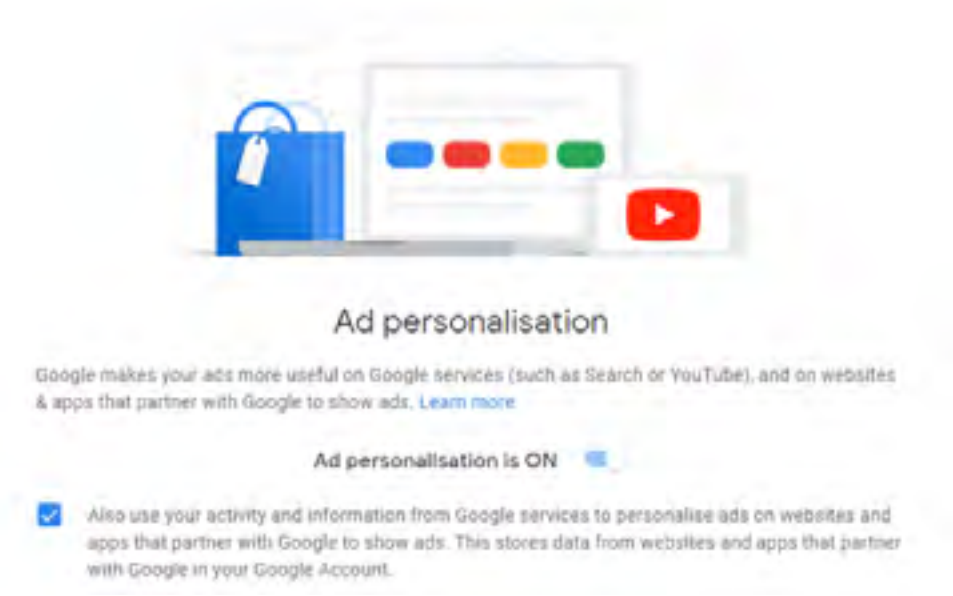 Ad personalisation
Google makes your ads more useful on Google services (such as Search or YouTube), and on websites
& apps that partner with Google to show ads. Learn more
Ad personalisation is ON
Also use your activity and information from Google services to personalise ads on websites and
apps that partner with Google to show ads. This stores data from websites and apps that partner
with Google in your Google Account.